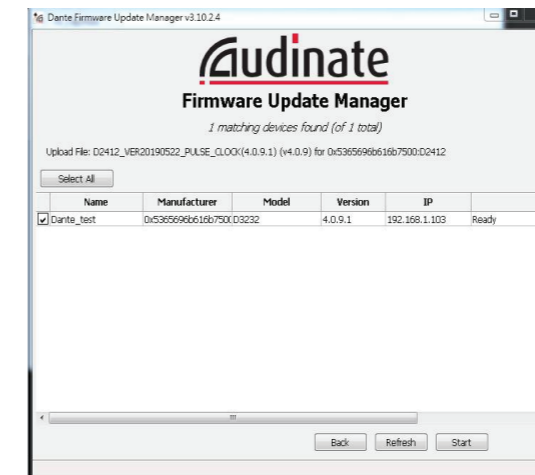 Dante Firmware Update Manager v3.10.2.4
Audinate
Firmware Update Manager
1 matching devices found (of 1 total)
Upload File: D2412_VER20190522_PULSE_CLOCK(4.0.9.1) (v4.0.9) for 0x5365696b616b7500:D2412
Select All
Name Manufacturer Model Version IP
Dante_test 0x5365696b616b750( D3232 4.0.9.1 192.168.1.103 Ready
Back Refresh Start